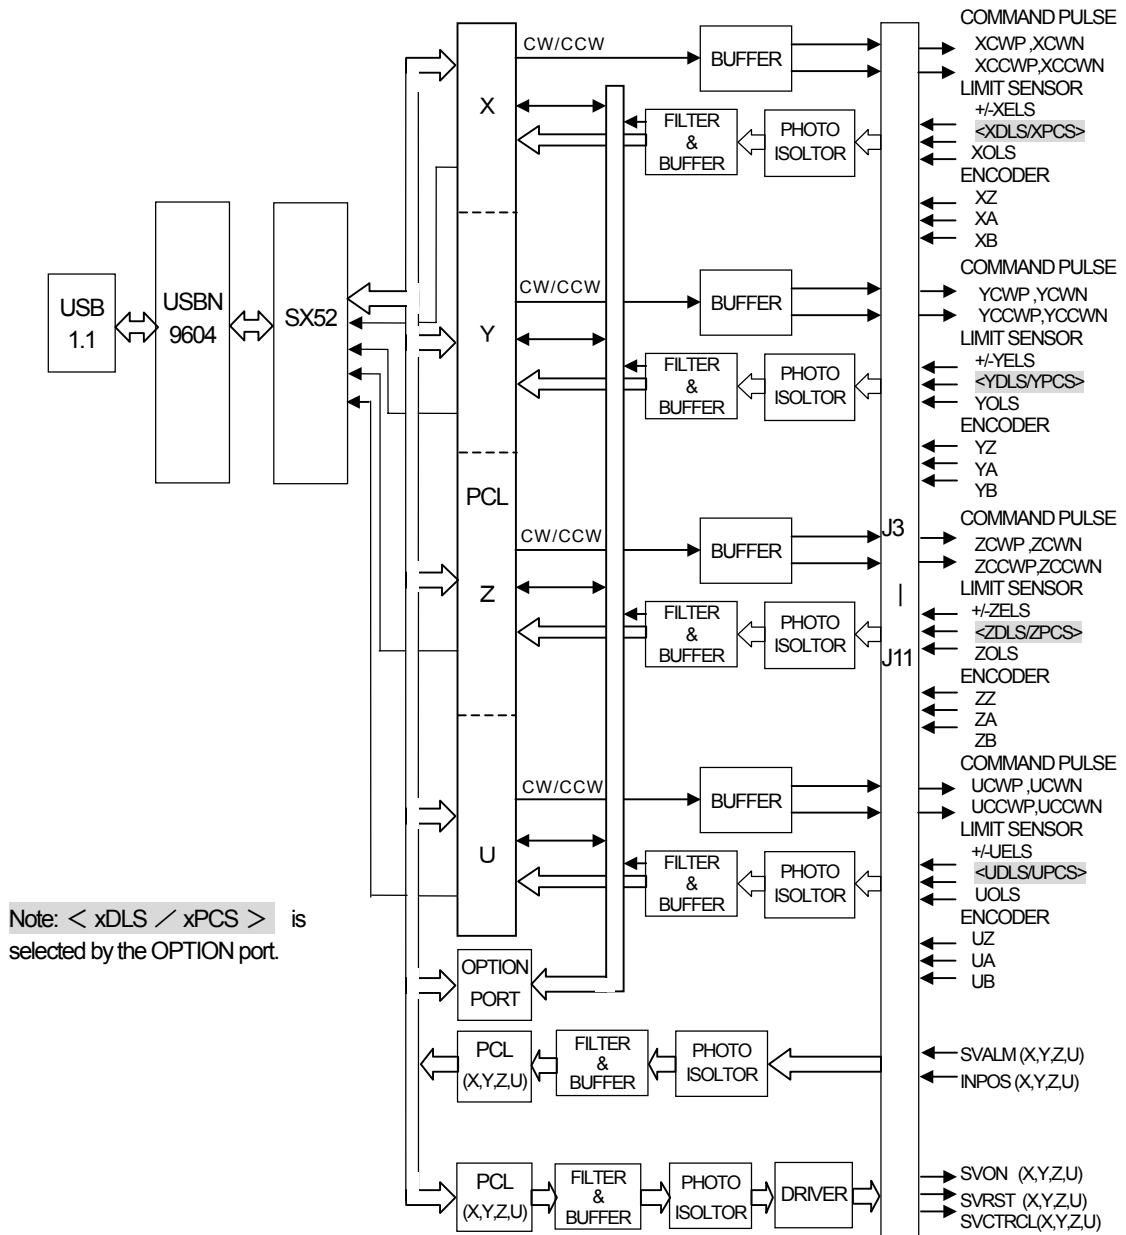 USB
1.1
USBN
9604
SX52
X
Y
PCL
Z
U
CW/CCW
BUFFER
FILTER
&
BUFFER
PHOTO
ISOLTOR
CW/CCW
BUFFER
FILTER
&
BUFFER
PHOTO
ISOLTOR
CW/CCW
BUFFER
FILTER
&
BUFFER
PHOTO
ISOLTOR
CW/CCW
BUFFER
FILTER
&
BUFFER
PHOTO
ISOLTOR
OPTION
PORT
PCL
(X,Y,Z,U)
FILTER
&
BUFFER
PHOTO
ISOLTOR
PCL
(X,Y,Z,U)
FILTER
&
BUFFER
PHOTO
ISOLTOR
DRIVER
J3
|
J11
COMMAND PULSE
XCWP ,XCWN
XCCWP,XCCWN
LIMIT SENSOR
+/-XELS
<XDLS/XPCS>
XOLS
ENCODER
XZ
XA
XB
COMMAND PULSE
YCWP ,YCWN
YCCWP,YCCWN
LIMIT SENSOR
+/-YELS
<YDLS/YPCS>
YOLS
ENCODER
YZ
YA
YB
COMMAND PULSE
ZCWP ,ZCWN
ZCCWP,ZCCWN
LIMIT SENSOR
+/-ZELS
<ZDLS/ZPCS>
ZOLS
ENCODER
ZZ
ZA
ZB
COMMAND PULSE
UCWP ,UCWN
UCCWP,UCCWN
LIMIT SENSOR
+/-UELS
<UDLS/UPCS>
UOLS
ENCODER
UZ
UA
UB
SVALM (X,Y,Z,U)
INPOS (X,Y,Z,U)
SVON (X,Y,Z,U)
SVRST (X,Y,Z,U)
SVCTRCL(X,Y,Z,U)
Note: ＜ xDLS ／ xPCS ＞ is
selected by the OPTION port.